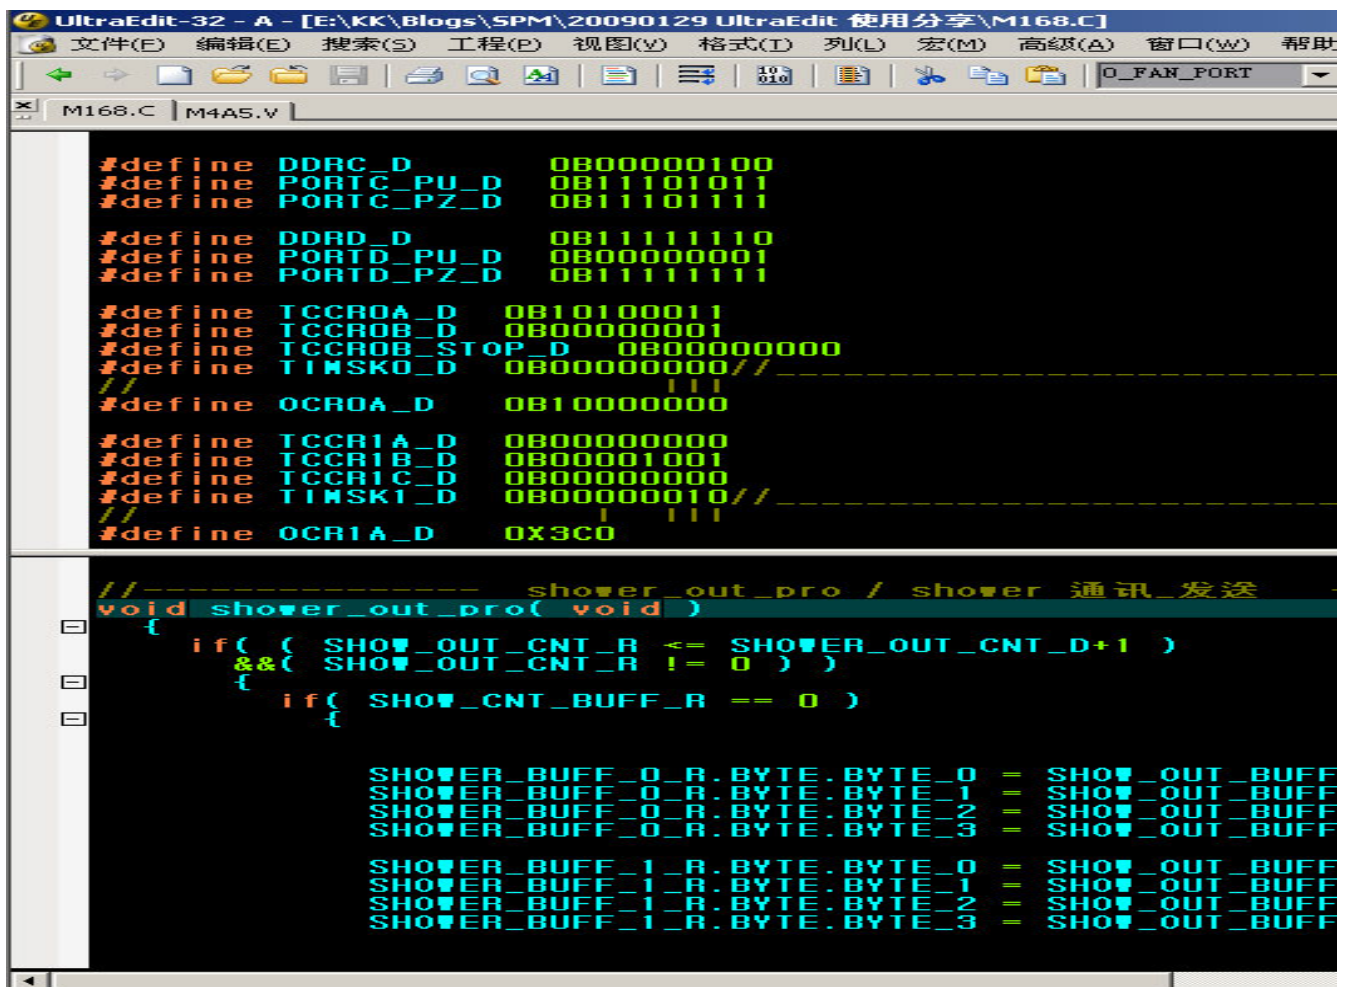 UltraEdit-32 - A - [E:\KK\Blogs\SPM\20090129 UltraEdit 使用分享\M168.C]
文件(F) 编辑(E) 搜索(S) 工程(P) 视图(V) 格式(T) 列(L) 宏(M) 高级(A) 窗口(W) 帮助
O_FAN_PORT
M168.C M4A5.V
#define DDRC_D 0B00000100
#define PORTC_PU_D 0B11101011
#define PORTC_PZ_D 0B11101111
#define DDRD_D 0B11111110
#define PORTD_PU_D 0B00000001
#define PORTD_PZ_D 0B11111111
#define TCCR0A_D 0B10100011
#define TCCR0B_D 0B00000001
#define TCCR0B_STOP_D 0B00000000
#define TIMSK0_D 0B00000000//____________________________
// |||
#define OCR0A_D 0B10000000
#define TCCR1A_D 0B00000000
#define TCCR1B_D 0B00001001
#define TCCR1C_D 0B00000000
#define TIMSK1_D 0B00000010//____________________________
// | |||
#define OCR1A_D 0X3C0
//--------------- shower_out_pro / shower 通讯_发送 -
void shower_out_pro( void )
{
if( ( SHOW_OUT_CNT_R <= SHOWER_OUT_CNT_D+1 )
&&( SHOW_OUT_CNT_R != 0 ) )
{
if( SHOW_CNT_BUFF_R == 0 )
{
SHOWER_BUFF_0_R.BYTE.BYTE_0 = SHOW_OUT_BUFF
SHOWER_BUFF_0_R.BYTE.BYTE_1 = SHOW_OUT_BUFF
SHOWER_BUFF_0_R.BYTE.BYTE_2 = SHOW_OUT_BUFF
SHOWER_BUFF_0_R.BYTE.BYTE_3 = SHOW_OUT_BUFF
SHOWER_BUFF_1_R.BYTE.BYTE_0 = SHOW_OUT_BUFF
SHOWER_BUFF_1_R.BYTE.BYTE_1 = SHOW_OUT_BUFF
SHOWER_BUFF_1_R.BYTE.BYTE_2 = SHOW_OUT_BUFF
SHOWER_BUFF_1_R.BYTE.BYTE_3 = SHOW_OUT_BUFF